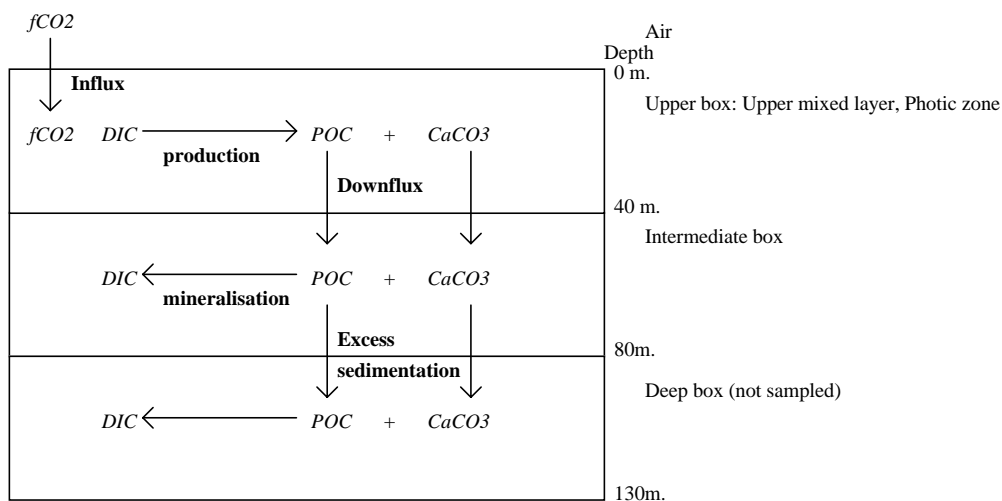 fCO2
Air
Depth
0 m.
Influx
Upper box: Upper mixed layer, Photic zone
fCO2 DIC POC + CaCO3
production
Downflux
40 m.
Intermediate box
DIC POC + CaCO3
mineralisation
Excess
80m.
sedimentation
Deep box (not sampled)
DIC POC + CaCO3
130m.